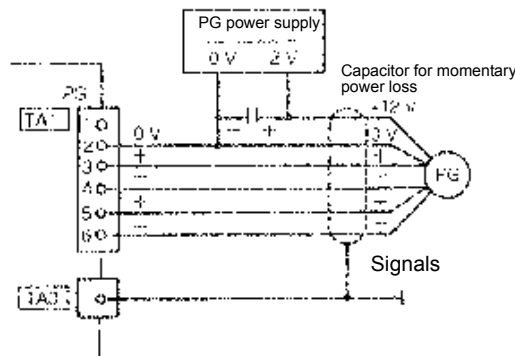 PG power supply
0 V 2 V
Capacitor for momentary
power loss
+12 V
TA1
1
2 0 V 0 V
3 + +
4 − −
5 + +
6 − −
PG
Signals